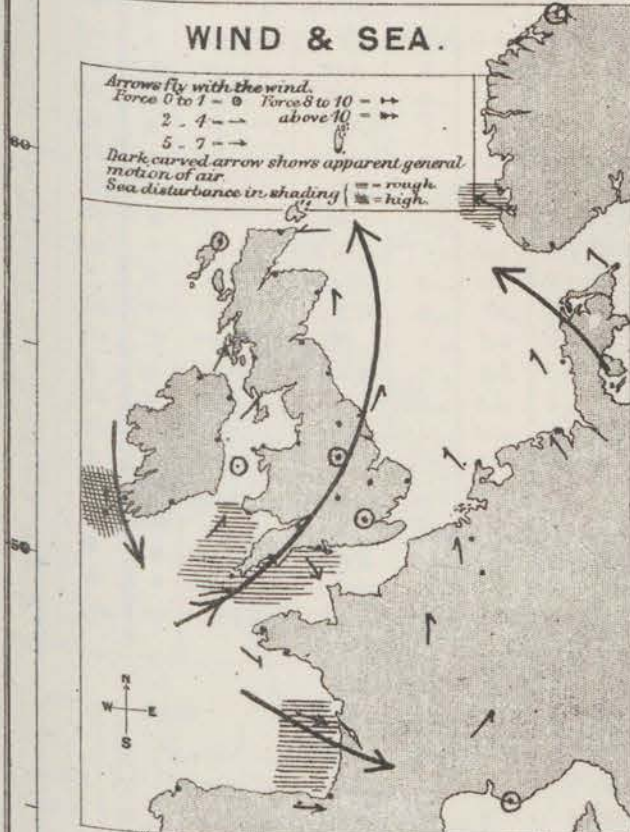 WIND & SEA.
Arrows fly with the wind.
Force 0 to 1 = Force 8 to 10 =
2 .. 4 = above 10 =
5 .. 7 =
Dark curved arrow shows apparent general
motion of air
Sea disturbance in shading { = rough.
= high.
60
50
N
W E
S